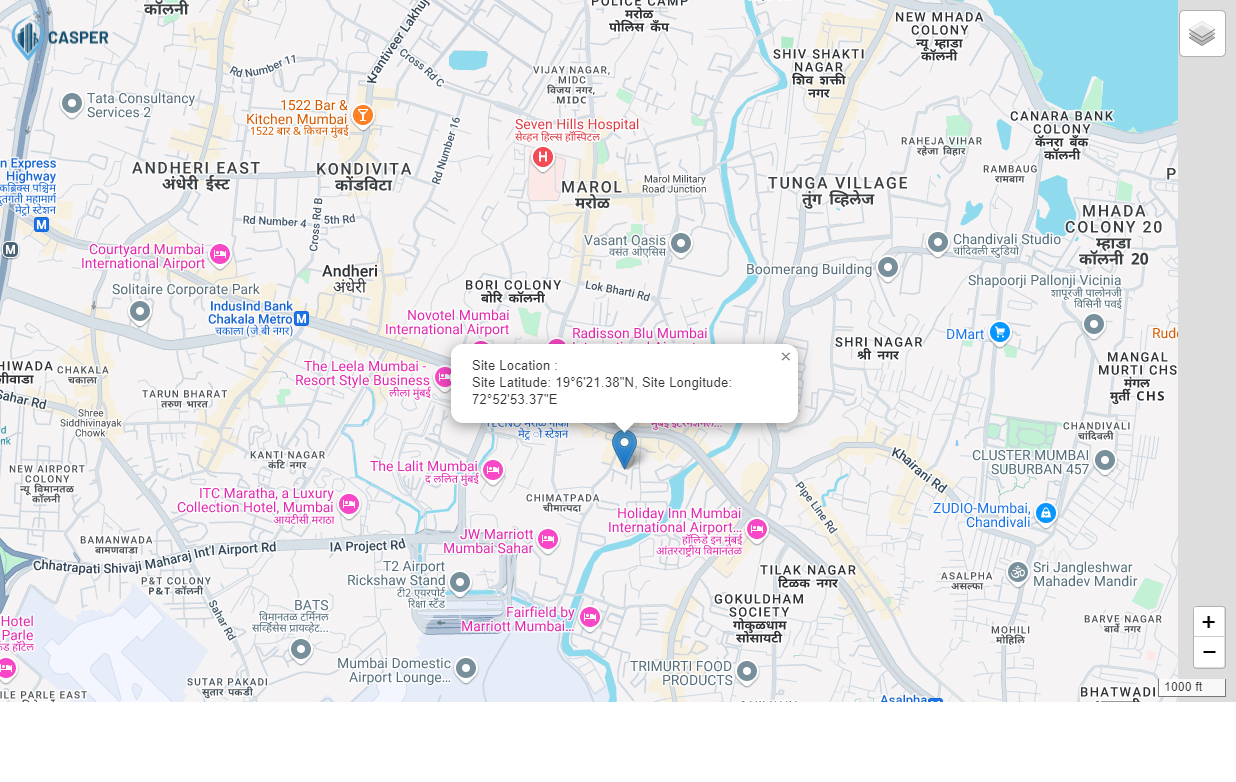 कॉलनी
CASPER
POLICE CAMP
मरोळ
पोलिस कँप
NEW MHADA
COLONY
न्यू म्हाडा
कॉलनी
Krantiveer Lakhuj
Cross Rd C
Rd Number 11
SHIV SHAKTI
NAGAR
शिव शक्ती
नगर
VIJAY NAGAR,
MIDC
विजय नगर,
MIDC
Tata Consultancy
Services 2
1522 Bar &
Kitchen Mumbai
1522 बार & किचन मुंबई
Seven Hills Hospital
सेव्हन हिल्स हॉस्पिटल
Rd Number 16
CANARA BANK
COLONY
कॅनरा बँक
कॉलनी
RAHEJA VIHAR
रहेजा विहार
n Express
Highway
मेट्रो स्टेशन
ANDHERI EAST
अंधेरी ईस्ट
KONDIVITA
कोंडविटा
MAROL
मरोळ
Marol Military
Road Junction
TUNGA VILLAGE
तुंग व्हिलेज
RAMBAUG
रामबाग
P
MHADA
COLONY 20
म्हाडा
कॉलनी 20
Rd Number 4
5th Rd
Cross Rd B
Courtyard Mumbai
International Airport
Vasant Oasis
वसंत ओएसिस
Chandivali Studio
चांदिवली स्टुडियो
Boomerang Building
Andheri
अंधेरी
Solitaire Corporate Park
BORI COLONY
बोरि कॉलनी
Lok Bharti Rd
Shapoorji Pallonji Vicinia
शापूरजी पालोनजी
विसिनी पवई
IndusInd Bank
Chakala Metro
चकाला (जे.बी नगर)
Novotel Mumbai
International Airport
Radisson Blu Mumbai
DMart
Rude
SHRI NAGAR
श्री नगर
MANGAL
MURTI CHS
मंगल
मुर्ती CHS
Site Location :
Site Latitude: 19°6'21.38"N, Site Longitude:
72°52'53.37"E
×
HIWADA
ीवाडा
CHAKALA
चकाला
The Leela Mumbai -
Resort Style Business
लीला मुंबई
Sahar Rd
TARUN BHARAT
तरुण भारत
Shree
Siddhivinayak
Chowk
स्टेशन
CHANDIVALI
चांदिवली
KANTI NAGAR
कंटि नगर
The Lalit Mumbai
द ललित मुंबई
Khairani Rd
CLUSTER MUMBAI
SUBURBAN 457
NEW AIRPORT
COLONY
न्यू विमानतळ
कॉलनी
ITC Maratha, a Luxury
Collection Hotel, Mumbai
आयटीसी मराठा
CHIMATPADA
चीमात्पदा
Pipe Line Rd
Holiday Inn Mumbai
International Airport...
हॉलिडे इन मुंबई
आंतरराष्ट्रीय विमानतळ
ZUDIO-Mumbai,
Chandivali
BAMANWADA
बामणवाडा
JW Marriott
Mumbai Sahar
IA Project Rd
Chhatrapati Shivaji Maharaj Int'l Airport Rd
P&T COLONY
P&T कॉलनी
T2 Airport
Rickshaw Stand
टी2 एयरपोर्ट
रिक्षा स्टँड
TILAK NAGAR
टिळक नगर
ASALPHA
असल्फा
Sri Jangleshwar
Mahadev Mandir
Sahar Rd
BATS
विमानतळ टर्मिनल
सर्व्हिसेस प्रायव्हेट...
Fairfield by
Marriott Mumbai...
GOKULDHAM
SOCIETY
गोकुळधाम
सोसायटी
BARVE NAGAR
बार्वे नगर
MOHILI
मोहिलि
Hotel
Parle
Mumbai Domestic
Airport Lounge...
TRIMURTI FOOD
PRODUCTS
SUTAR PAKADI
सुतार पकडी
ILE PARLE EAST
Asalpha
BHATWADI
+
−
1000 ft